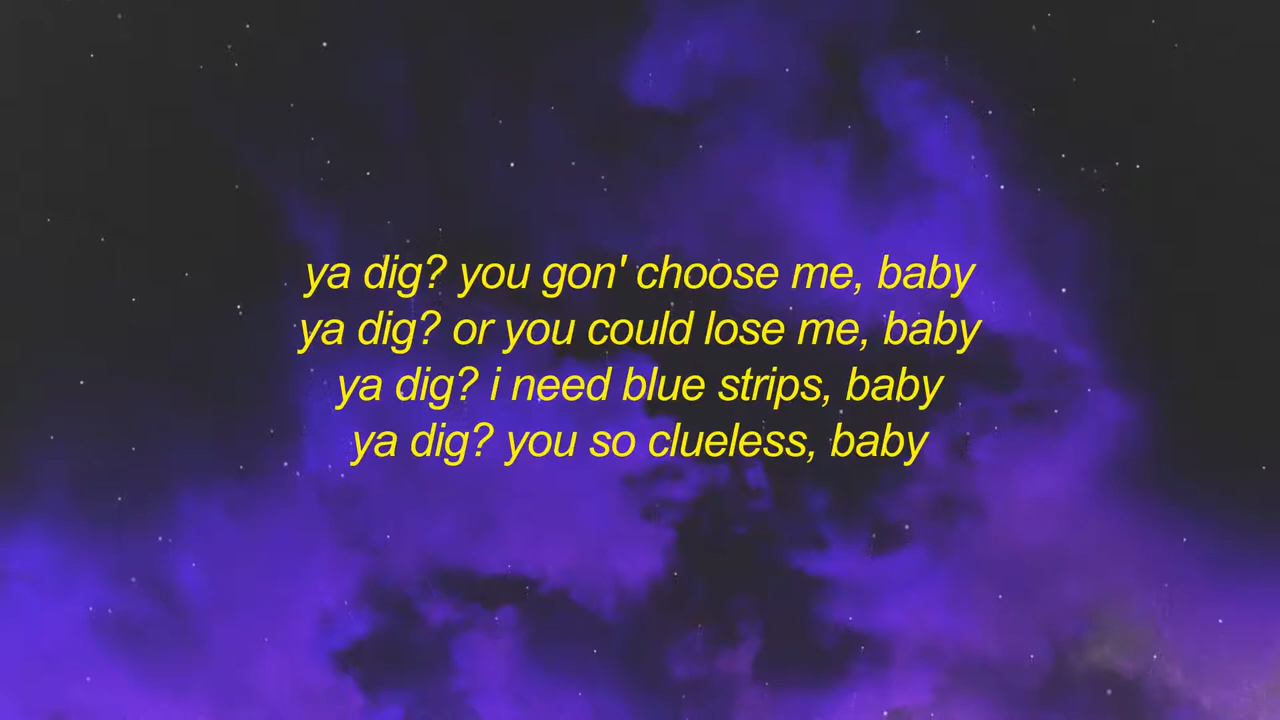 ya dig? you gon' choose me, baby
ya dig? or you could lose me, baby
ya dig? i need blue strips, baby
ya dig? you so clueless, baby